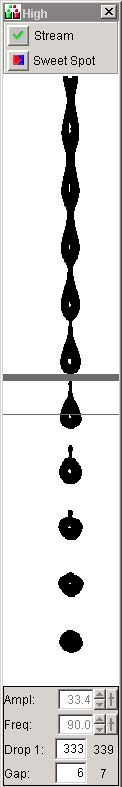 High
Stream
Sweet Spot
Ampl: 33.4
Freq: 90.0
Drop 1: 333 339
Gap: 6 7